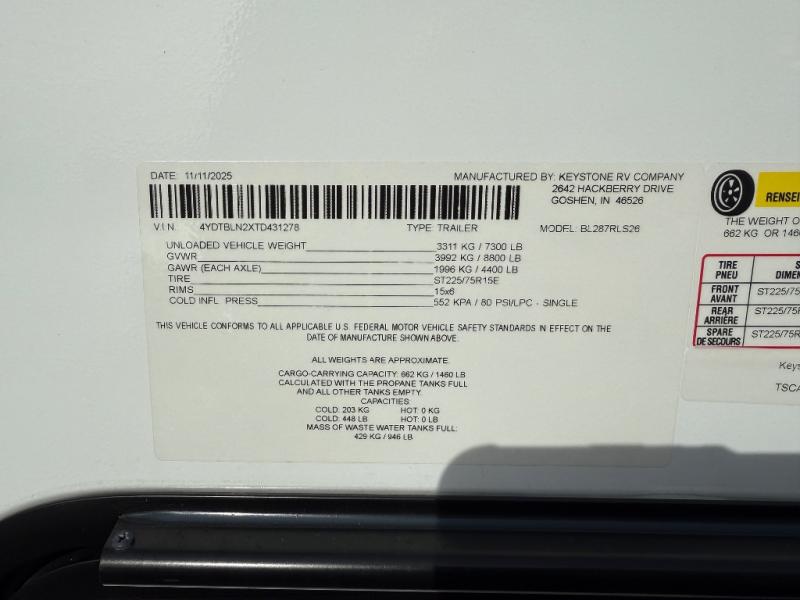 DATE: 11/11/2025
MANUFACTURED BY: KEYSTONE RV COMPANY
2642 HACKBERRY DRIVE
GOSHEN, IN 46526
V.I.N. 4YDTBLN2XTD431278 TYPE: TRAILER MODEL: BL287RLS26
UNLOADED VEHICLE WEIGHT 3311 KG / 7300 LB
GVWR 3992 KG / 8800 LB
GAWR (EACH AXLE) 1996 KG / 4400 LB
TIRE ST225/75R15E
RIMS 15x6
COLD INFL. PRESS 552 KPA / 80 PSI/LPC - SINGLE
THIS VEHICLE CONFORMS TO ALL APPLICABLE U.S. FEDERAL MOTOR VEHICLE SAFETY STANDARDS IN EFFECT ON THE
DATE OF MANUFACTURE SHOWN ABOVE.
ALL WEIGHTS ARE APPROXIMATE.
CARGO-CARRYING CAPACITY: 662 KG / 1460 LB
CALCULATED WITH THE PROPANE TANKS FULL
AND ALL OTHER TANKS EMPTY.
CAPACITIES:
COLD: 203 KG HOT: 0 KG
COLD: 448 LB HOT: 0 LB
MASS OF WASTE WATER TANKS FULL:
429 KG / 946 LB
RENSEI
THE WEIGHT O
662 KG OR 1460
TIRE
PNEU
S
DIMEN
FRONT
AVANT
ST225/75
REAR
ARRIÈRE
ST225/75R
SPARE
DE SECOURS
ST225/75R
Keys
TSCA